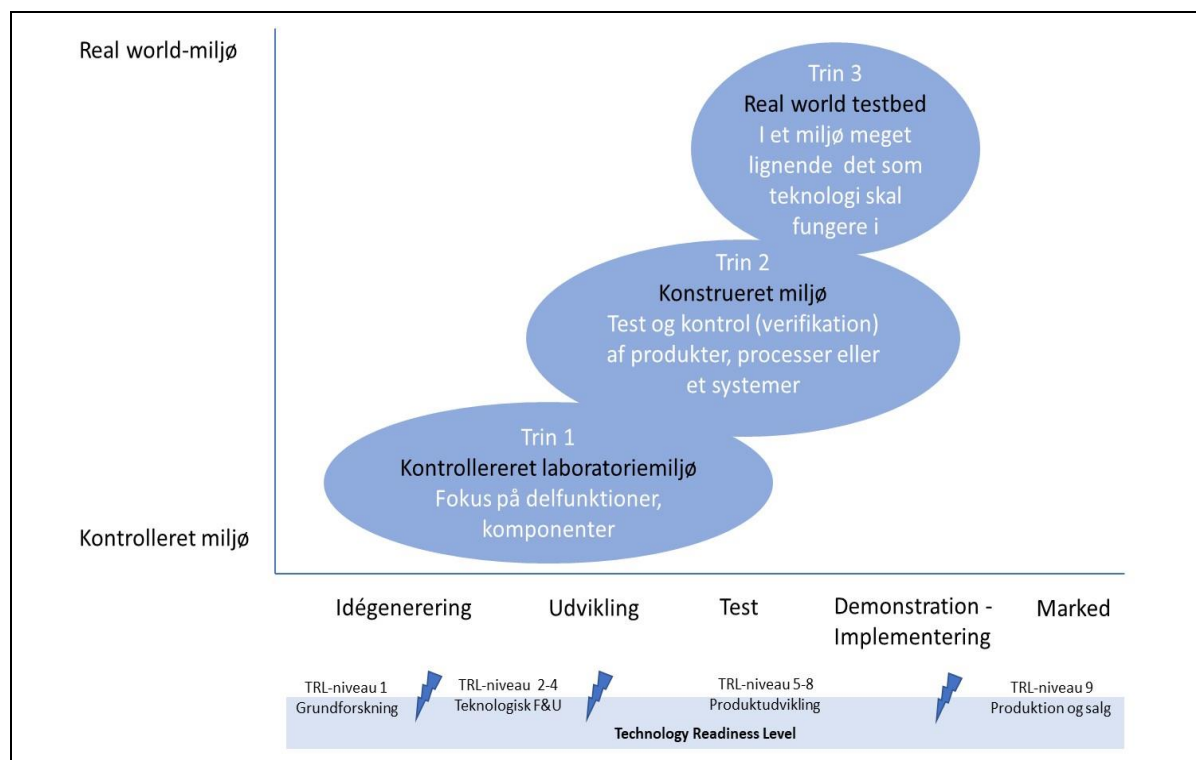 Real world-miljø
Trin 3
Real world testbed
I et miljø meget
lignende det som
teknologi skal
fungere i
Trin 2
Konstrueret miljø
Test og kontrol (verifikation)
af produkter, processer eller
et systemer
Trin 1
Kontrollereret laboratoriemiljø
Fokus på delfunktioner,
komponenter
Kontrolleret miljø
Idégenerering
Udvikling
Test
Demonstration -
Implementering
Marked
TRL-niveau 1
Grundforskning
TRL-niveau 2-4
Teknologisk F&U
TRL-niveau 5-8
Produktudvikling
TRL-niveau 9
Produktion og salg
Technology Readiness Level